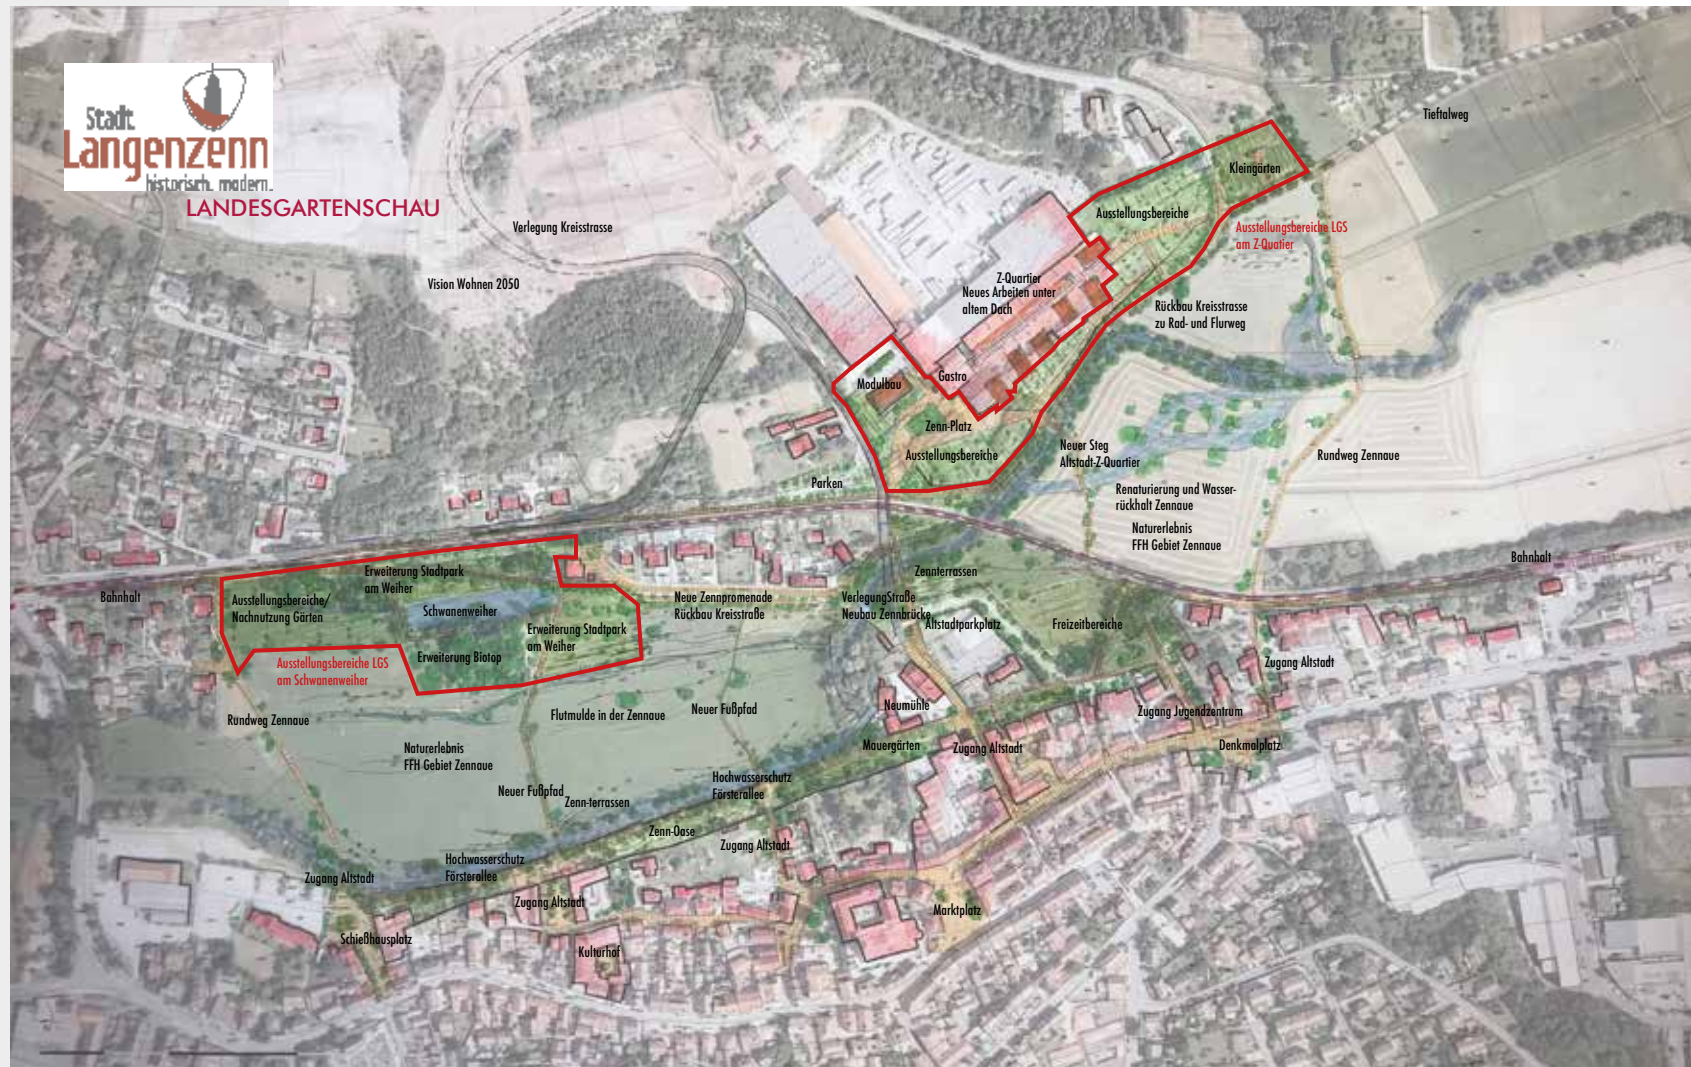 Stadt
Langenzenn
historisch. modern.
LANDESGARTENSCHAU
Tieftalweg
Kleingärten
Ausstellungsbereiche
Ausstellungsbereiche LGS
am Z-Quatier
Verlegung Kreisstrasse
Vision Wohnen 2050
Z-Quartier
Neues Arbeiten unter
altem Dach
Rückbau Kreisstrasse
zu Rad- und Flurweg
Modulbau
Gastro
Zenn-Platz
Ausstellungsbereiche
Neuer Steg
Altstadt-Z-Quartier
Rundweg Zennaue
Parken
Renaturierung und Wasser-
rückhalt Zennaue
Naturerlebnis
FFH Gebiet Zennaue
Bahnhalt
Bahnhalt
Erweiterung Stadtpark
am Weiher
Zennterrassen
Ausstellungsbereiche/
Nachnutzung Gärten
Schwanenweiher
Neue Zennpromenade
Rückbau Kreisstraße
VerlegungStraße
Neubau Zennbrücke
Altstadtparkplatz
Freizeitbereiche
Erweiterung Stadtpark
am Weiher
Erweiterung Biotop
Ausstellungsbereiche LGS
am Schwanenweiher
Zugang Altstadt
Rundweg Zennaue
Flutmulde in der Zennaue
Neuer Fußpfad
Neumühle
Zugang Jugendzentrum
Naturerlebnis
FFH Gebiet Zennaue
Mauergärten
Zugang Altstadt
Denkmalplatz
Hochwasserschutz
Försterallee
Neuer Fußpfad
Zenn-terrassen
Zenn-Oase
Zugang Altstadt
Hochwasserschutz
Försterallee
Zugang Altstadt
Zugang Altstadt
Marktplatz
Schießhausplatz
Kulturhof